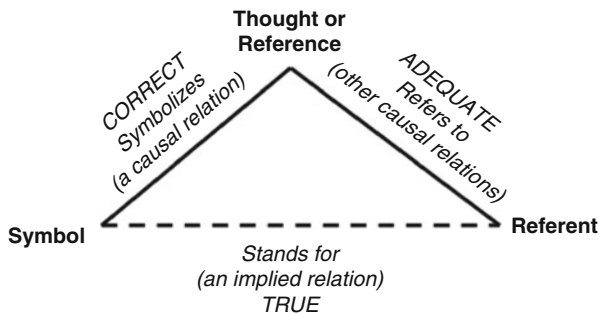 Thought or
Reference
CORRECT
Symbolizes
(a causal relation)
ADEQUATE
Refers to
(other causal relations)
Symbol
Referent
Stands for
(an implied relation)
TRUE